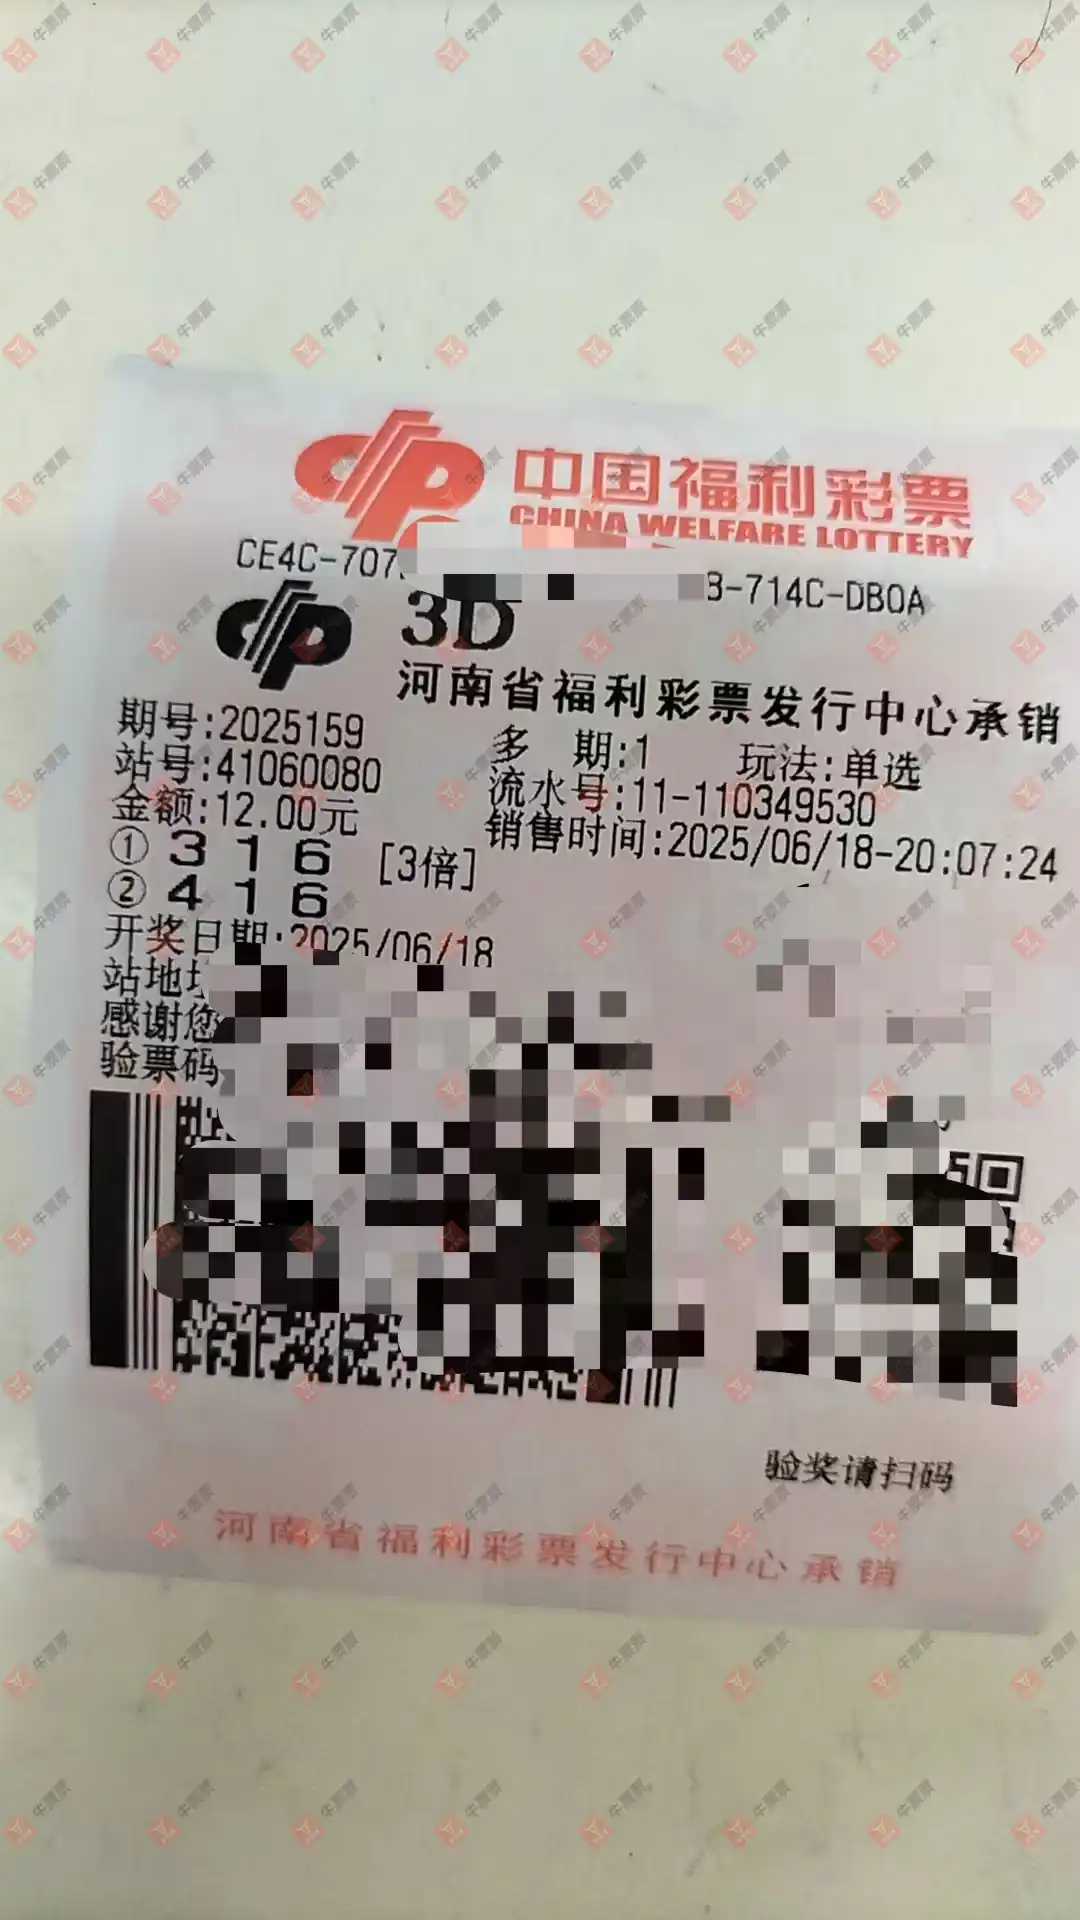 中国福利彩票
CHINA WELFARE LOTTERY
CE4C-707 B-714C-DB0A
3D
河南省福利彩票发行中心承销
期号:2025159 多 期:1 玩法:单选
站号:41060080 流水号:11-110349530
金额:12.00元 销售时间:2025/06/18-20:07:24
① 3 1 6 [3倍]
② 4 1 6
开奖日期:2025/06/18
站地
感谢您
验票码
验奖请扫码
河南省福利彩票发行中心承销
牛票票